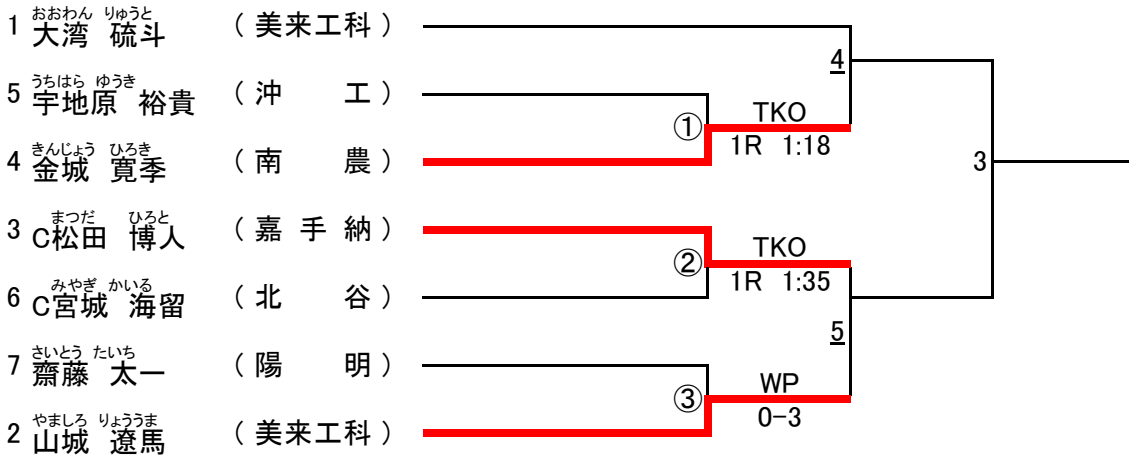 おおわん りゅうと
1 大湾 硫斗 （ 美来工科 ）
4
うちはら ゆうき
5 宇地原 裕貴 （ 沖 工 ）
① TKO
1R 1:18
きんじょう ひろき
4 金城 寛季 （ 南 農 ）
3
まつだ ひろと
3 C松田 博人 （ 嘉 手 納 ）
② TKO
1R 1:35
みやぎ かいる
6 C宮城 海留 （ 北 谷 ）
5
さいとう たいち
7 齋藤 太一 （ 陽 明 ）
③ WP
0-3
やましろ りょううま
2 山城 遼馬 （ 美来工科 ）